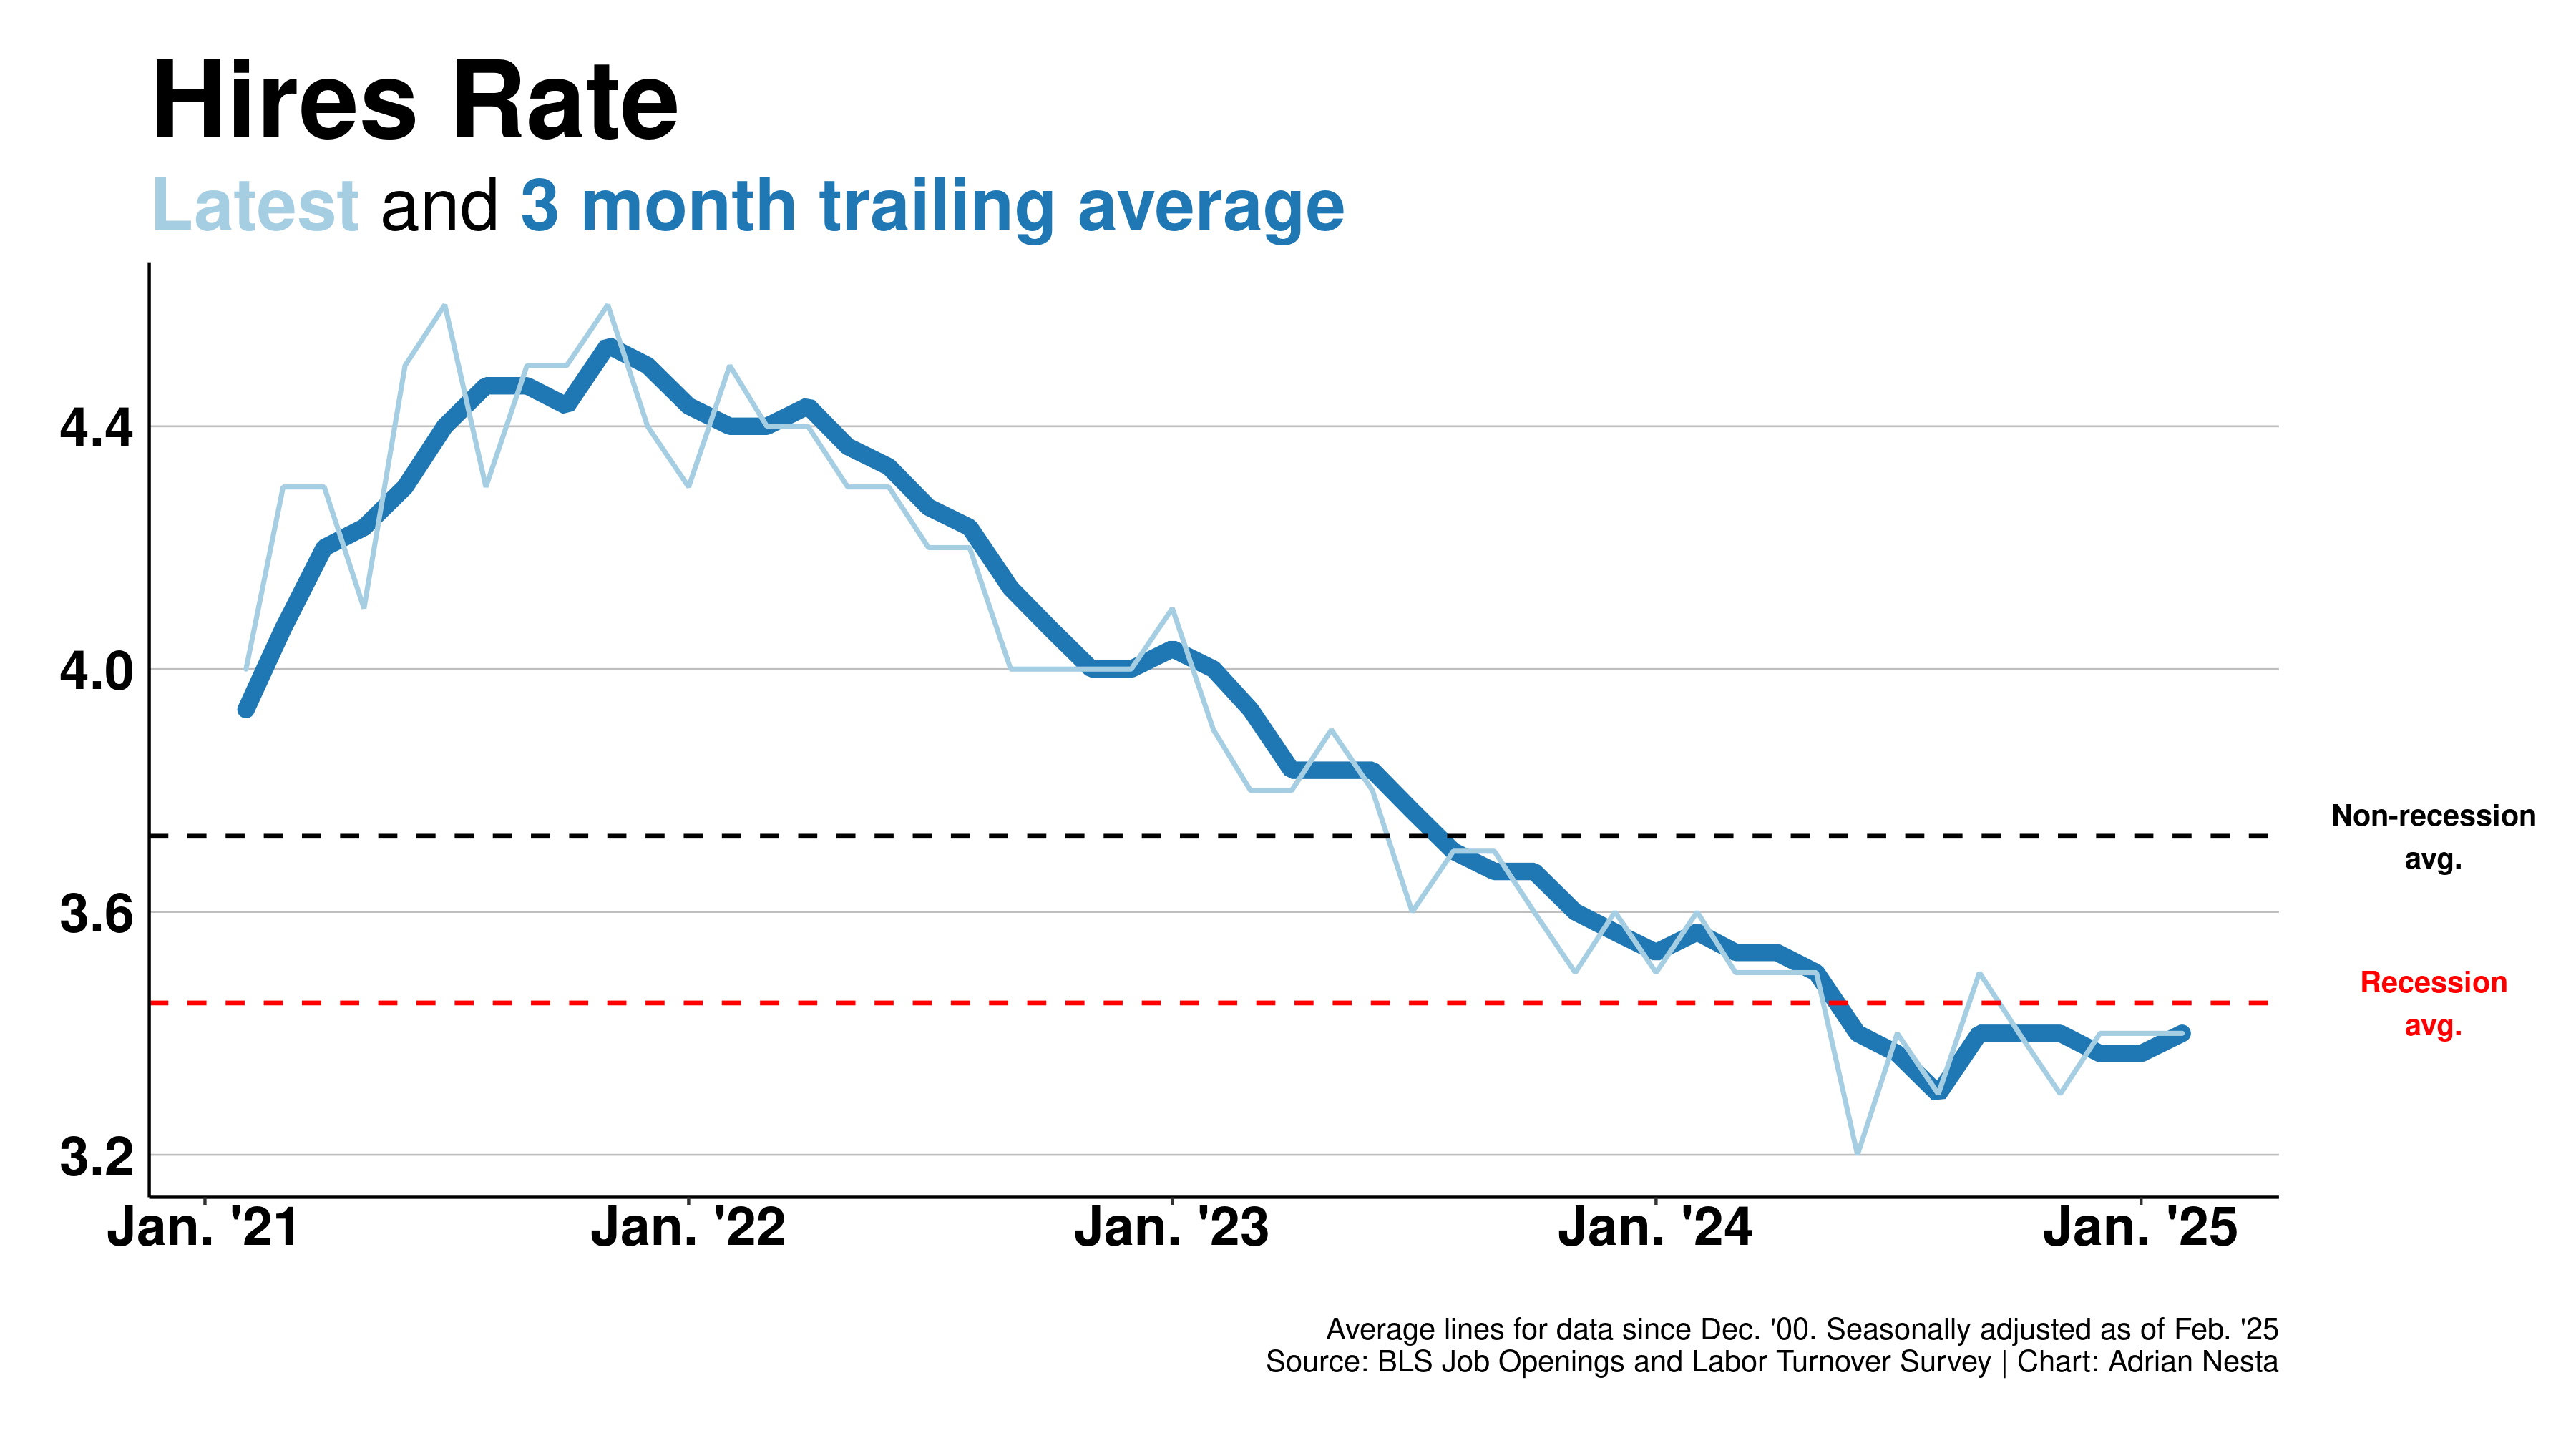 Hires Rate
Latest and 3 month trailing average
4.4
4.0
3.6
3.2
Non-recession
avg.
Recession
avg.
Jan. '21 Jan. '22 Jan. '23 Jan. '24 Jan. '25
Average lines for data since Dec. '00. Seasonally adjusted as of Feb. '25
Source: BLS Job Openings and Labor Turnover Survey | Chart: Adrian Nesta